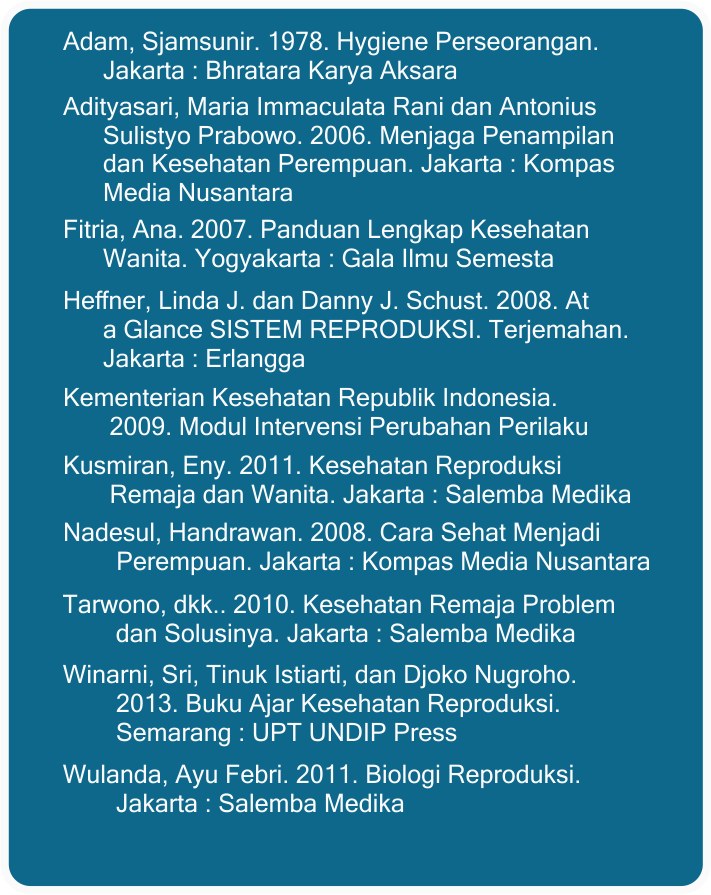 Adam, Sjamsunir. 1978. Hygiene Perseorangan.
Jakarta : Bhratara Karya Aksara
Adityasari, Maria Immaculata Rani dan Antonius
Sulistyo Prabowo. 2006. Menjaga Penampilan
dan Kesehatan Perempuan. Jakarta : Kompas
Media Nusantara
Fitria, Ana. 2007. Panduan Lengkap Kesehatan
Wanita. Yogyakarta : Gala Ilmu Semesta
Heffner, Linda J. dan Danny J. Schust. 2008. At
a Glance SISTEM REPRODUKSI. Terjemahan.
Jakarta : Erlangga
Kementerian Kesehatan Republik Indonesia.
2009. Modul Intervensi Perubahan Perilaku
Kusmiran, Eny. 2011. Kesehatan Reproduksi
Remaja dan Wanita. Jakarta : Salemba Medika
Nadesul, Handrawan. 2008. Cara Sehat Menjadi
Perempuan. Jakarta : Kompas Media Nusantara
Tarwono, dkk.. 2010. Kesehatan Remaja Problem
dan Solusinya. Jakarta : Salemba Medika
Winarni, Sri, Tinuk Istiarti, dan Djoko Nugroho.
2013. Buku Ajar Kesehatan Reproduksi.
Semarang : UPT UNDIP Press
Wulanda, Ayu Febri. 2011. Biologi Reproduksi.
Jakarta : Salemba Medika